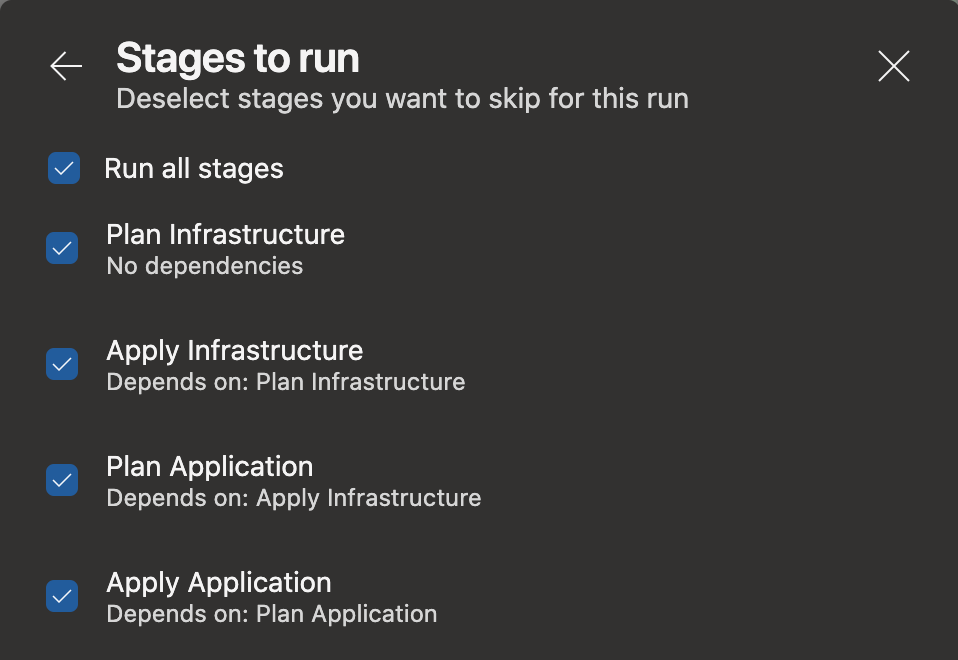 Stages to run
Deselect stages you want to skip for this run
Run all stages
Plan Infrastructure
No dependencies
Apply Infrastructure
Depends on: Plan Infrastructure
Plan Application
Depends on: Apply Infrastructure
Apply Application
Depends on: Plan Application